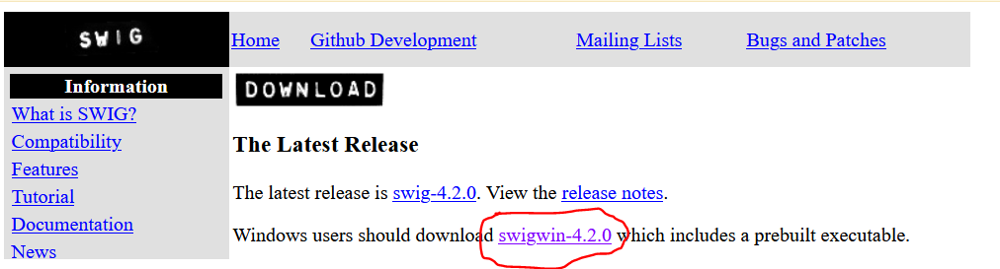 SWIG
Home Github Development Mailing Lists Bugs and Patches
Information
What is SWIG?
Compatibility
Features
Tutorial
Documentation
News
DOWNLOAD
The Latest Release
The latest release is swig-4.2.0. View the release notes.
Windows users should download swigwin-4.2.0 which includes a prebuilt executable.